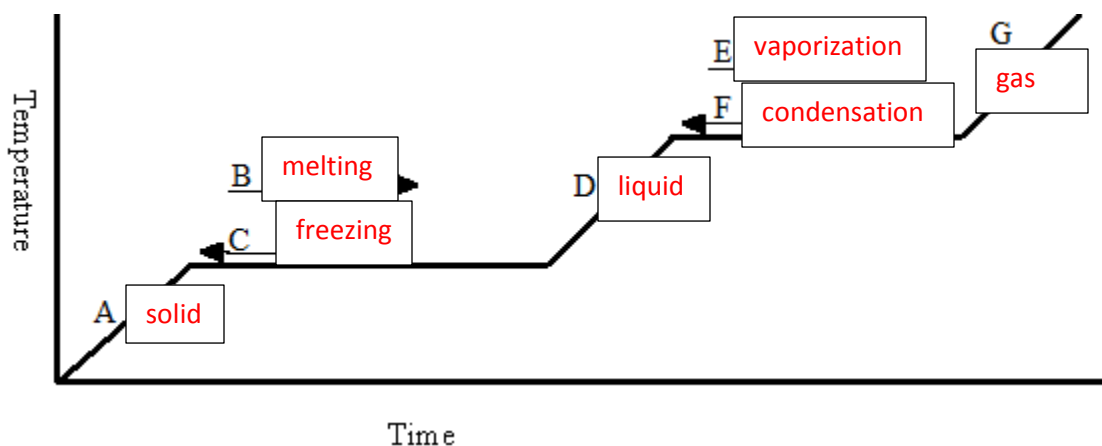 G
E vaporization
gas
F condensation
Temperature
B melting
D liquid
C freezing
A solid
Time